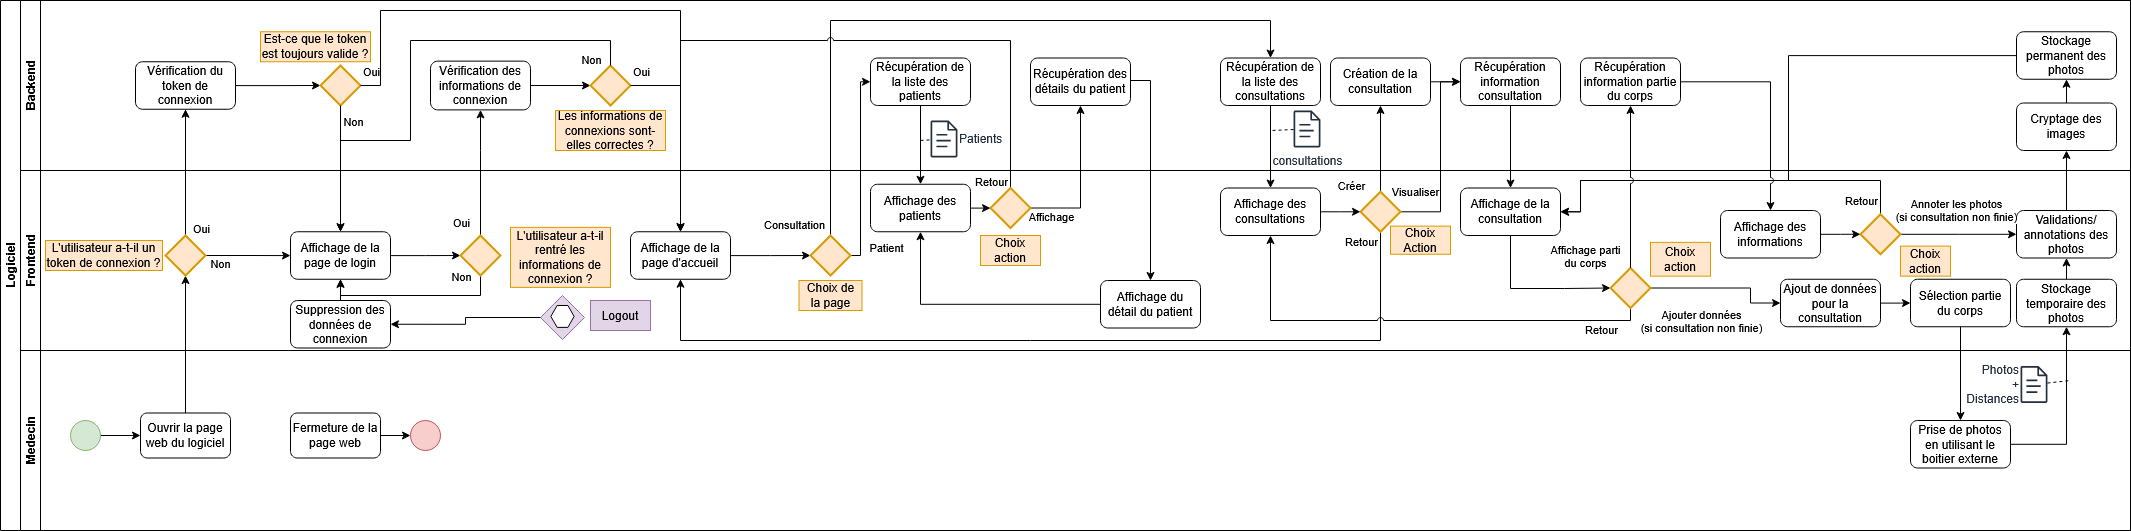 Logiciel
Backend
Frontend
Medecin
Est-ce que le token
est toujours valide ?
Vérification du
token de
connexion
Oui
Non
Vérification des
informations de
connexion
Non
Oui
Les informations de
connexions sont-
elles correctes ?
Récupération de
la liste des
patients
Patients
Récupération des
détails du patient
Récupération de
la liste des
consultations
consultations
Création de la
consultation
Récupération
information
consultation
Récupération
information partie
du corps
Stockage
permanent des
photos
Cryptage des
images
L'utilisateur a-t-il un
token de connexion ?
Oui
Non
Affichage de la
page de login
Oui
Non
L'utilisateur a-t-il
rentré les
informations de
connexion ?
Suppression des
données de
connexion
Logout
Affichage de la
page d'accueil
Consultation
Patient
Choix de
la page
Affichage des
patients
Retour
Affichage
Choix
action
Affichage du
détail du patient
Affichage des
consultations
Créer
Visualiser
Retour
Choix
Action
Affichage de la
consultation
Affichage parti
du corps
Choix
action
Ajouter données
(si consultation non finie)
Retour
Affichage des
informations
Retour
Annoter les photos
(si consultation non finie)
Choix
action
Ajout de données
pour la
consultation
Sélection partie
du corps
Validations/
annotations des
photos
Stockage
temporaire des
photos
Ouvrir la page
web du logiciel
Fermeture de la
page web
Photos
+
Distances
Prise de photos
en utilisant le
boitier externe